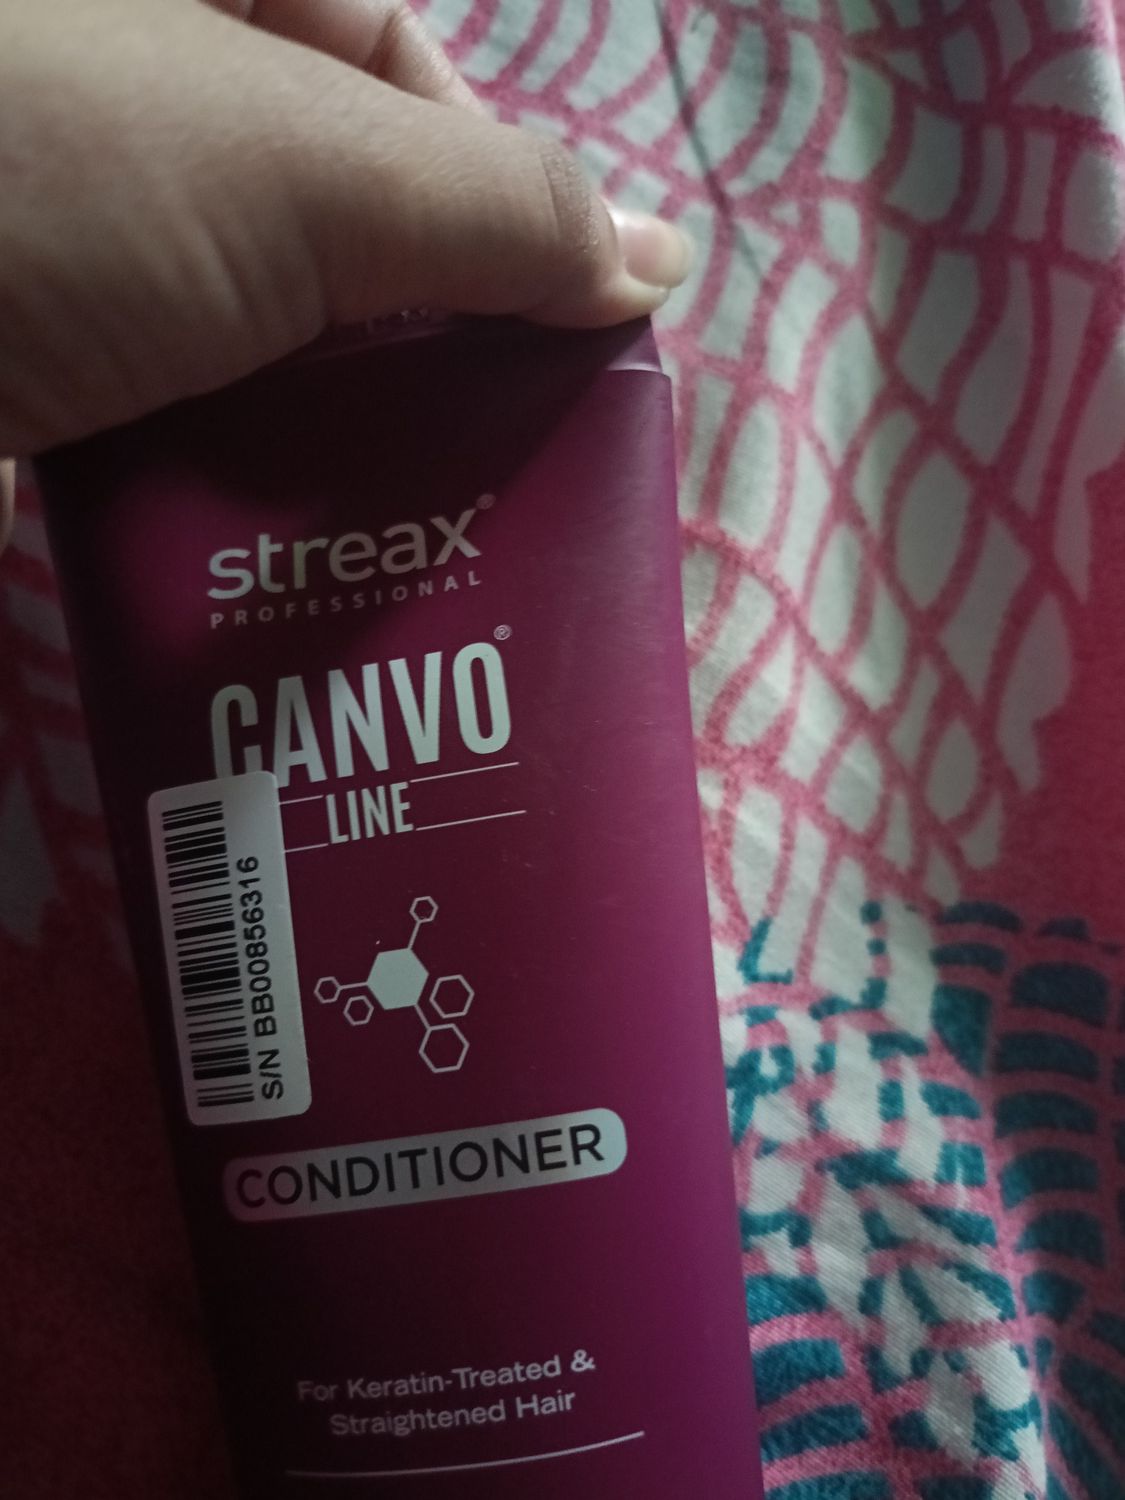 streax®
PROFESSIONAL
CANVO®
LINE
S/N BB00856316
CONDITIONER
For Keratin-Treated &
Straightened Hair